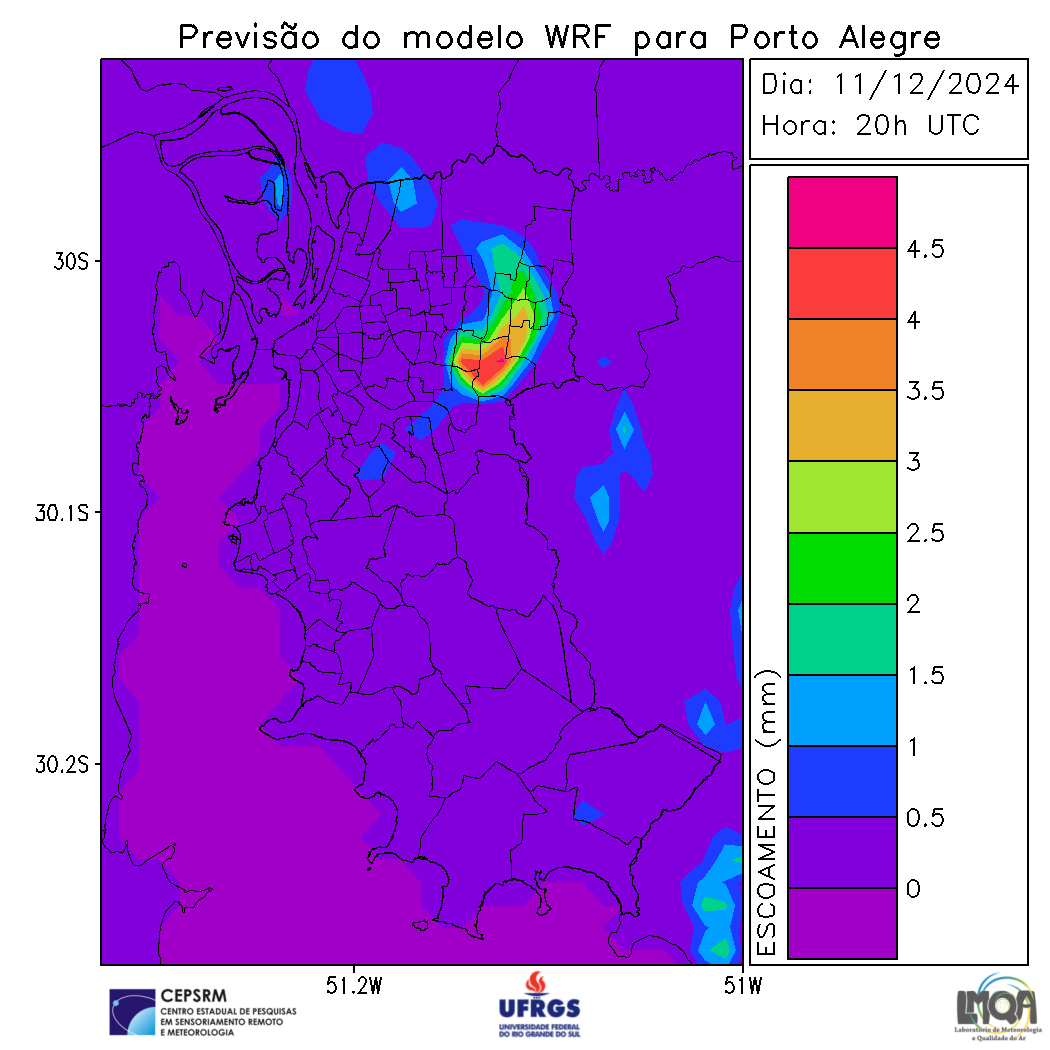 Previsão do modelo WRF para Porto Alegre
Dia: 11/12/2024
Hora: 20h UTC
30S
30.1S
30.2S
51.2W
51W
ESCOAMENTO (mm)
4.5
4
3.5
3
2.5
2
1.5
1
0.5
0
CEPSRM
CENTRO ESTADUAL DE PESQUISAS
EM SENSORIAMENTO REMOTO
E METEOROLOGIA
UFRGS
UNIVERSIDADE FEDERAL
DO RIO GRANDE DO SUL
LMQA
Laboratório de Meteorologia
e Qualidade do Ar